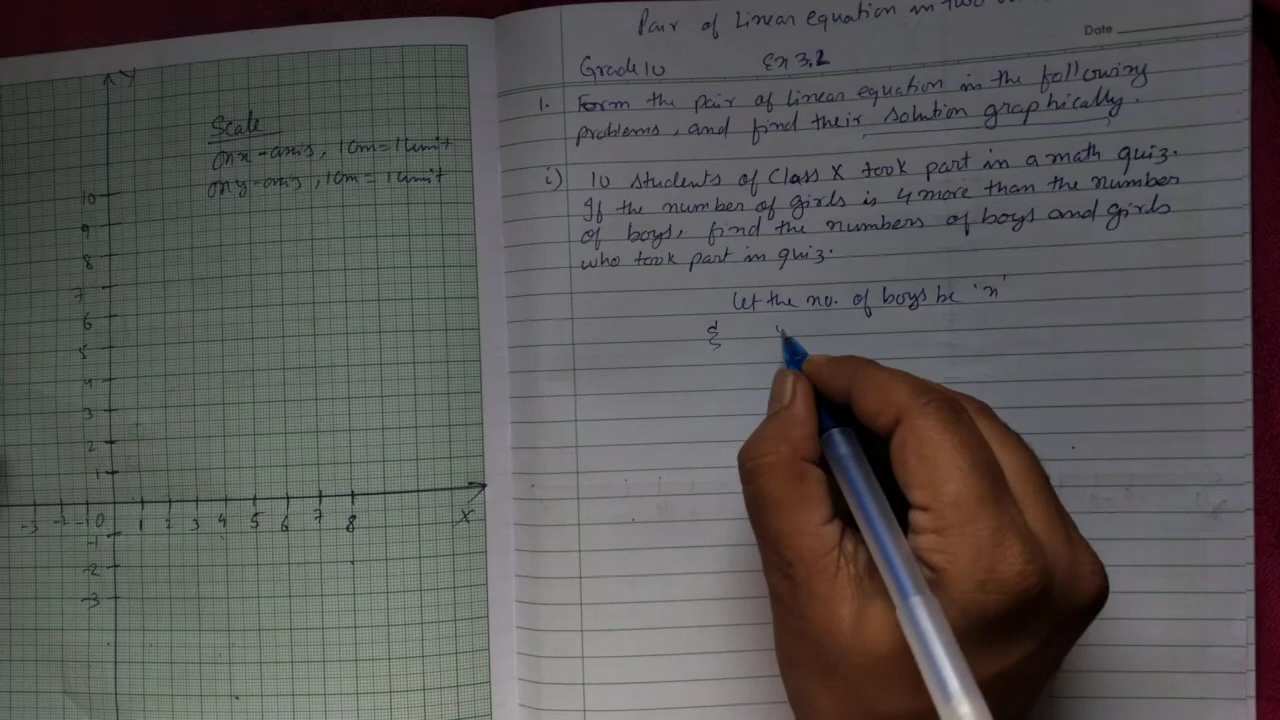 Y
Scale
on x-axis, 1cm = 1unit
on y-axis, 1cm = 1unit
10
9
8
7
6
5
4
3
2
1
-3 -2 -1 0 1 2 3 4 5 6 7 8 X
-1
-2
-3
Pair of Linear equation in two
Date
Grade 10 Ex 3.2
1. Form the pair of linear equation in the following
problems, and find their solution graphically.
i) 10 students of Class X took part in a math quiz.
If the number of girls is 4 more than the number
of boys, find the numbers of boys and girls
who took part in quiz.
Let the no. of boys be 'x'